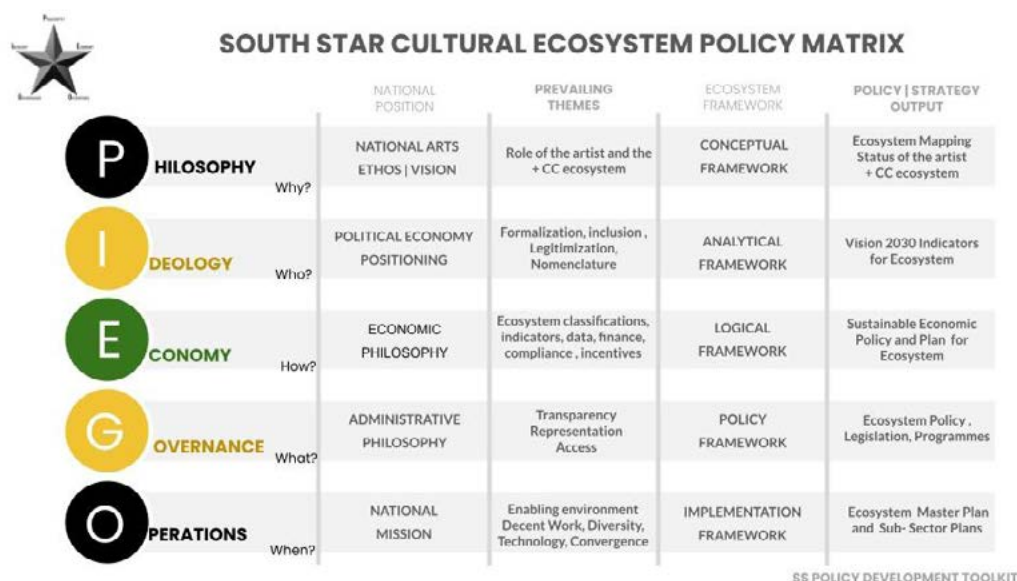 SOUTH STAR CULTURAL ECOSYSTEM POLICY MATRIX
NATIONAL
POSITION
PREVAILING
THEMES
ECOSYSTEM
FRAMEWORK
POLICY | STRATEGY
OUTPUT
PHILOSOPHY
Why?
NATIONAL ARTS
ETHOS | VISION
Role of the artist and the
+ CC ecosystem
CONCEPTUAL
FRAMEWORK
Ecosystem Mapping
Status of the artist
+ CC ecosystem
IDEOLOGY
Who?
POLITICAL ECONOMY
POSITIONING
Formalization, inclusion ,
Legitimization,
Nomenclature
ANALYTICAL
FRAMEWORK
Vision 2030 Indicators
for Ecosystem
ECONOMY
How?
ECONOMIC
PHILOSOPHY
Ecosystem classifications,
indicators, data, finance,
compliance , incentives
LOGICAL
FRAMEWORK
Sustainable Economic
Policy and Plan for
Ecosystem
GOVERNANCE
What?
ADMINISTRATIVE
PHILOSOPHY
Transparency
Representation
Access
POLICY
FRAMEWORK
Ecosystem Policy ,
Legislation, Programmes
OPERATIONS
When?
NATIONAL
MISSION
Enabling environment
Decent Work, Diversity,
Technology, Convergence
IMPLEMENTATION
FRAMEWORK
Ecosystem Master Plan
and Sub- Sector Plans
SS POLICY DEVELOPMENT TOOLKIT